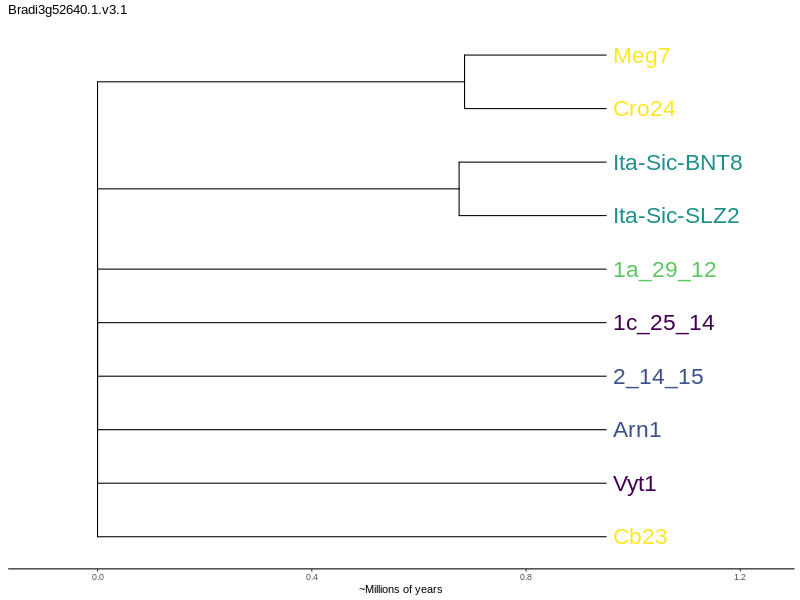 Bradi3g52640.1.v3.1
Meg7
Cro24
Ita-Sic-BNT8
Ita-Sic-SLZ2
1a_29_12
1c_25_14
2_14_15
Arn1
Vyt1
Cb23
0.0 0.4 0.8 1.2
~Millions of years